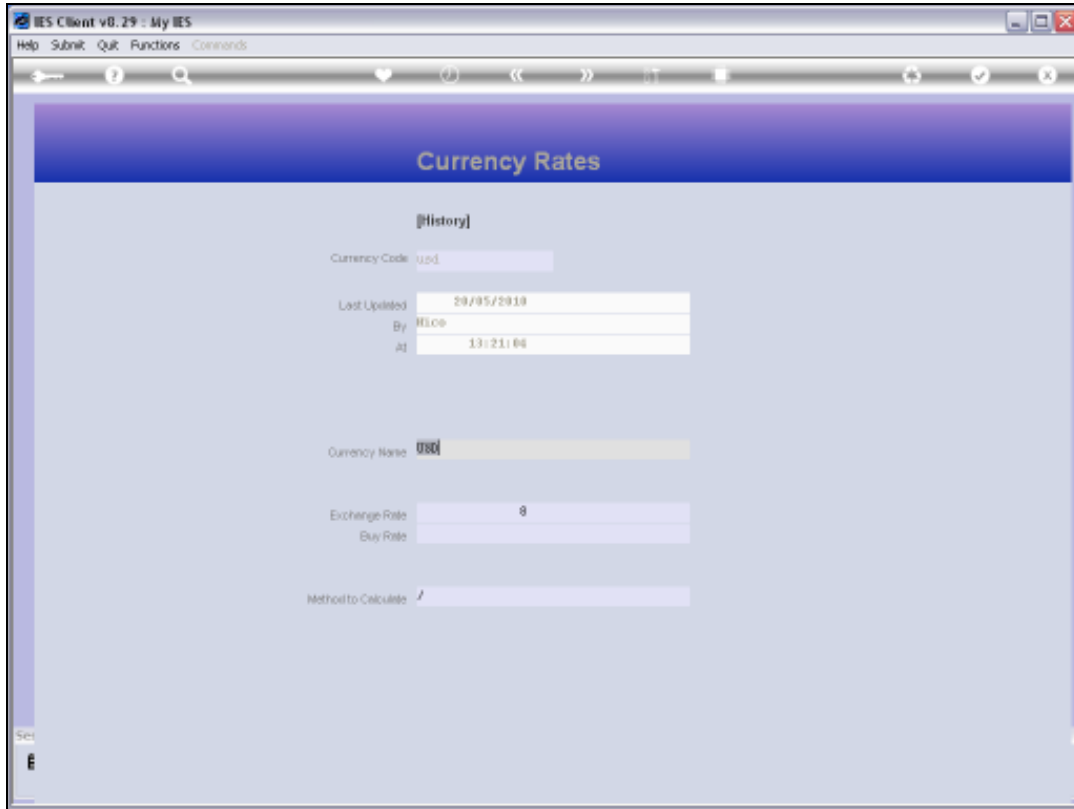 IES Client v8.29 : My IES
Help Submit Quit Functions Commands
Currency Rates
[History]
Currency Code usd
Last Updated 20/05/2010
By Nico
At 13:21:04
Currency Name USD
Exchange Rate 8
Buy Rate
Method to Calculate /
Se